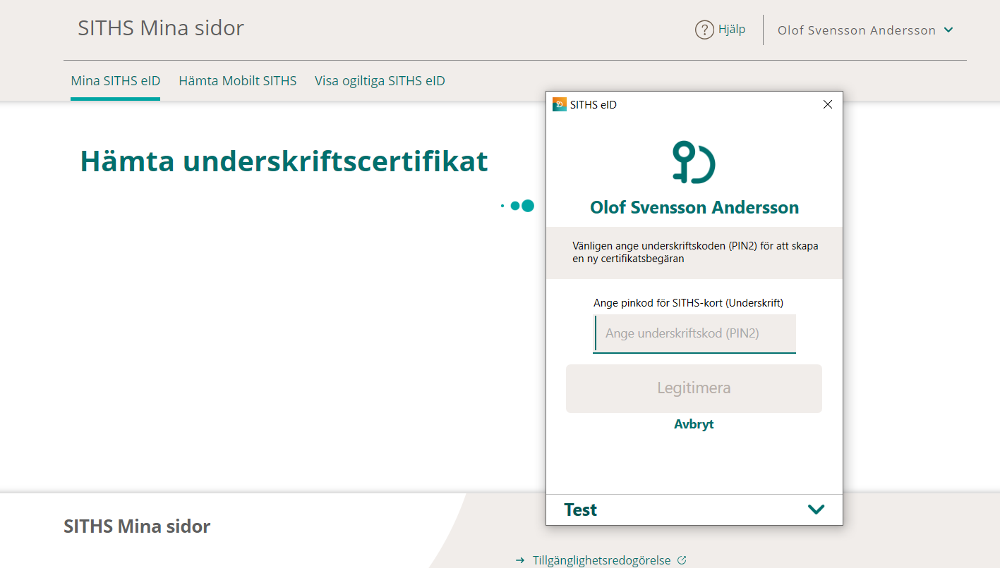 SITHS Mina sidor
? Hjälp
Olof Svensson Andersson
Mina SITHS eID
Hämta Mobilt SITHS
Visa ogiltiga SITHS eID
Hämta underskriftscertifikat
SITHS eID
Olof Svensson Andersson
Vänligen ange underskriftskoden (PIN2) för att skapa
en ny certifikatsbegäran
Ange pinkod för SITHS-kort (Underskrift)
Ange underskriftskod (PIN2)
Legitimera
Avbryt
Test
SITHS Mina sidor
→ Tillgänglighetsredogörelse